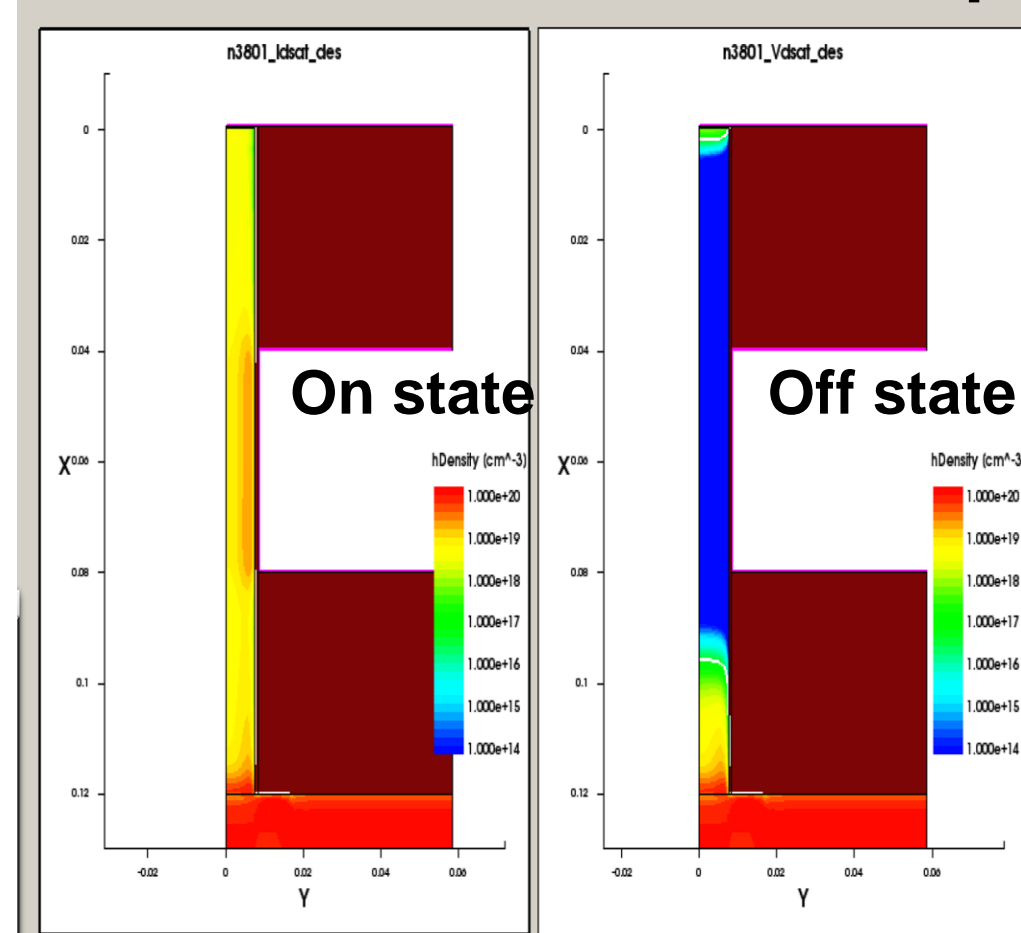 n3801_Idsat_des
0
0.02
0.04
On state
X
0.06
hDensity (cm^-3)
1.000e+20
1.000e+19
0.08
1.000e+18
1.000e+17
1.000e+16
0.1
1.000e+15
1.000e+14
0.12
-0.02 0 0.02 0.04 0.06
Y
n3801_Vdsat_des
0
0.02
0.04
Off state
X
0.06
hDensity (cm^-3
1.000e+20
1.000e+19
0.08
1.000e+18
1.000e+17
1.000e+16
0.1
1.000e+15
1.000e+14
0.12
-0.02 0 0.02 0.04 0.06
Y